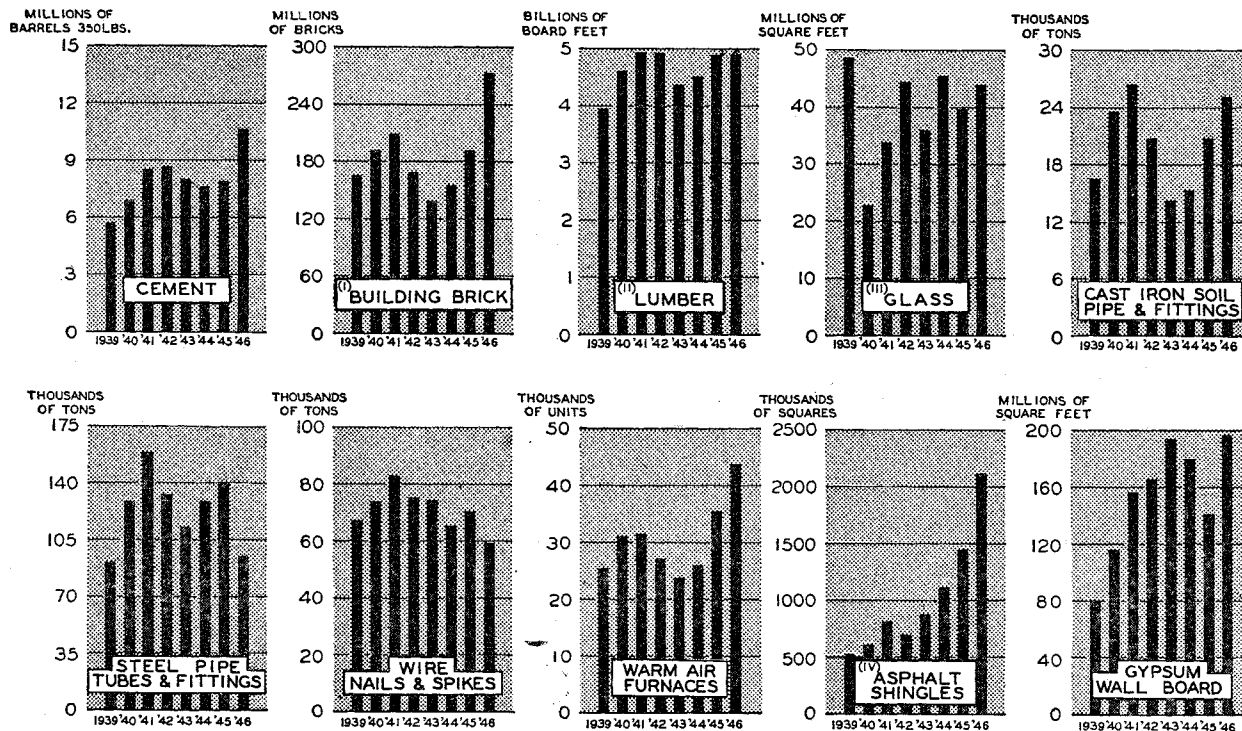 MILLIONS OF
BARRELS 350LBS.
15
12
9
6
3
0
CEMENT
1939 '40 '41 '42 '43 '44 '45 '46
MILLIONS
OF BRICKS
300
240
180
120
60
0
(I) BUILDING BRICK
1939 '40 '41 '42 '43 '44 '45 '46
BILLIONS OF
BOARD FEET
5
4
3
2
1
0
(II) LUMBER
1939 '40 '41 '42 '43 '44 '45 '46
MILLIONS OF
SQUARE FEET
50
40
30
20
10
0
(III) GLASS
1939 '40 '41 '42 '43 '44 '45 '46
THOUSANDS
OF TONS
30
24
18
12
6
0
CAST IRON SOIL
PIPE & FITTINGS
1939 '40 '41 '42 '43 '44 '45 '46
THOUSANDS
OF TONS
175
140
105
70
35
0
STEEL PIPE
TUBES & FITTINGS
1939 '40 '41 '42 '43 '44 '45 '46
THOUSANDS
OF TONS
100
80
60
40
20
0
WIRE
NAILS & SPIKES
1939 '40 '41 '42 '43 '44 '45 '46
THOUSANDS
OF UNITS
50
40
30
20
10
0
WARM AIR
FURNACES
1939 '40 '41 '42 '43 '44 '45 '46
THOUSANDS
OF SQUARES
2500
2000
1500
1000
500
0
(IV) ASPHALT
SHINGLES
1939 '40 '41 '42 '43 '44 '45 '46
MILLIONS OF
SQUARE FEET
200
160
120
80
40
0
GYPSUM
WALL BOARD
1939 '40 '41 '42 '43 '44 '45 '46